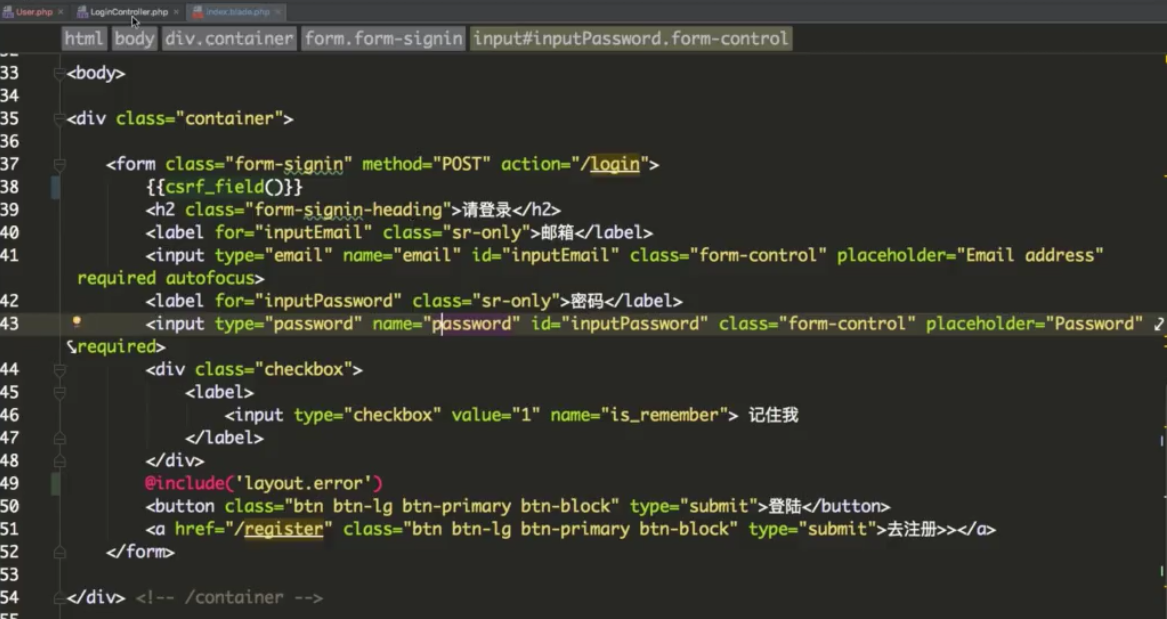 User.php × LoginController.php × index.blade.php ×
html body div.container form.form-signin input#inputPassword.form-control
33 <body>
34
35 <div class="container">
36
37 <form class="form-signin" method="POST" action="/login">
38 {{csrf_field()}}
39 <h2 class="form-signin-heading">请登录</h2>
40 <label for="inputEmail" class="sr-only">邮箱</label>
41 <input type="email" name="email" id="inputEmail" class="form-control" placeholder="Email address"
required autofocus>
42 <label for="inputPassword" class="sr-only">密码</label>
43 <input type="password" name="password" id="inputPassword" class="form-control" placeholder="Password"
required>
44 <div class="checkbox">
45 <label>
46 <input type="checkbox" value="1" name="is_remember"> 记住我
47 </label>
48 </div>
49 @include('layout.error')
50 <button class="btn btn-lg btn-primary btn-block" type="submit">登陆</button>
51 <a href="/register" class="btn btn-lg btn-primary btn-block" type="submit">去注册>></a>
52 </form>
53
54 </div> <!-- /container -->